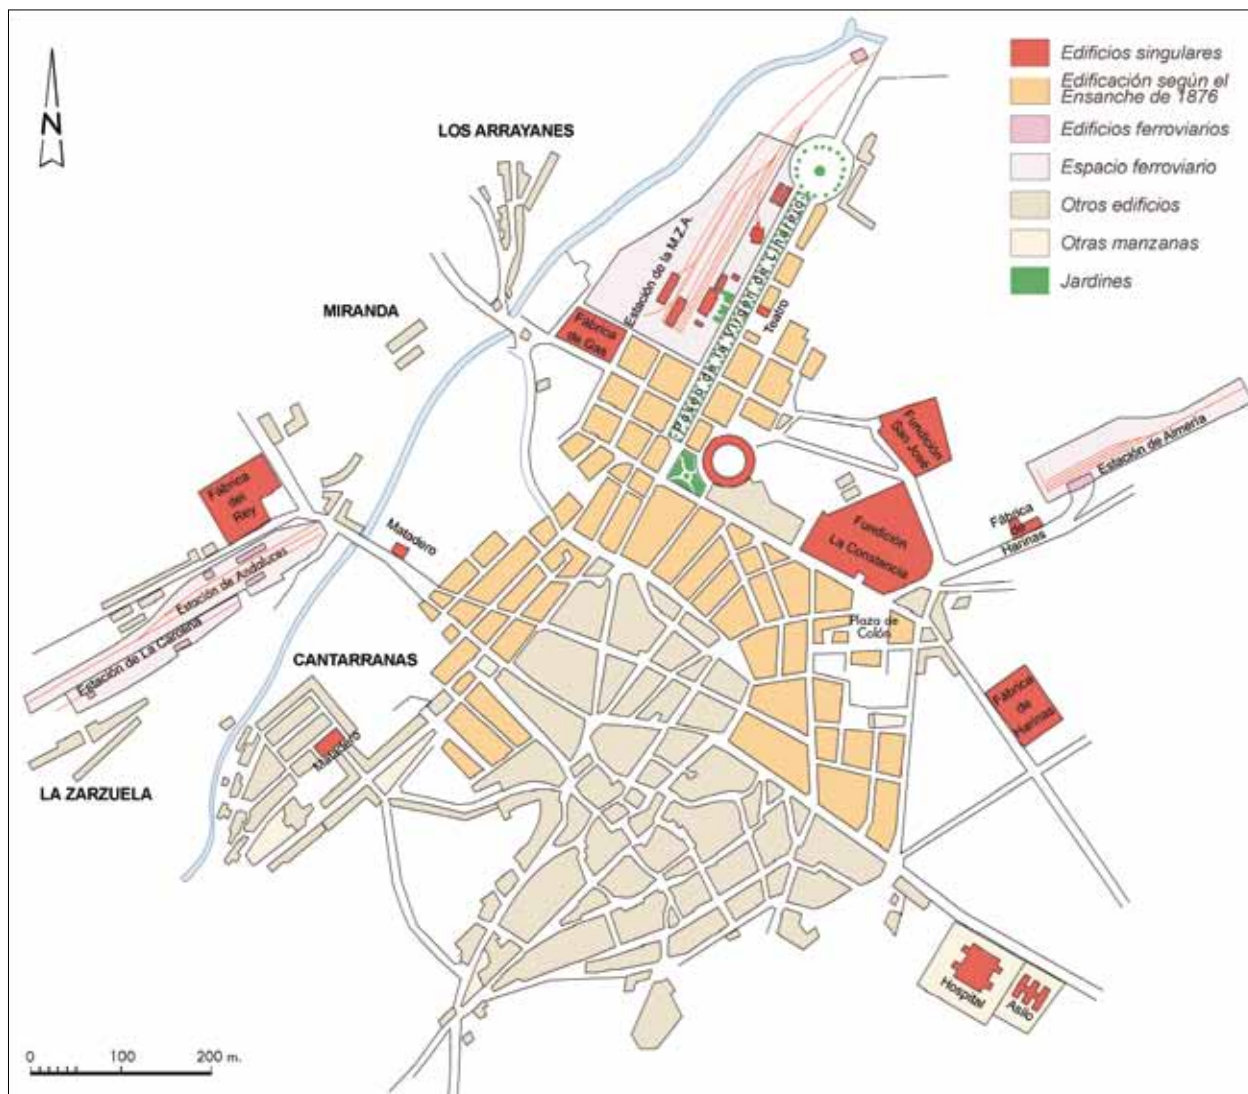 N
LOS ARRAYANES
MIRANDA
CANTARRANAS
LA ZARZUELA
Edificios singulares
Edificación según el
Ensanche de 1876
Edificios ferroviarios
Espacio ferroviario
Otros edificios
Otras manzanas
Jardines
Estación de la M.Z.A.
Paseo de la Virgen de Linarejos
Teatro
Fábrica
de Gas
Fundición
San José
Estación de Almería
Fábrica
de
Harinas
Fundición
La Constancia
Fábrica
del
Rey
Matadero
Estación de Andaluces
Estación de La Carolina
Plaza de
Colón
Fábrica
de
Harinas
Matadero
Hospital
Asilo
0 100 200 m.